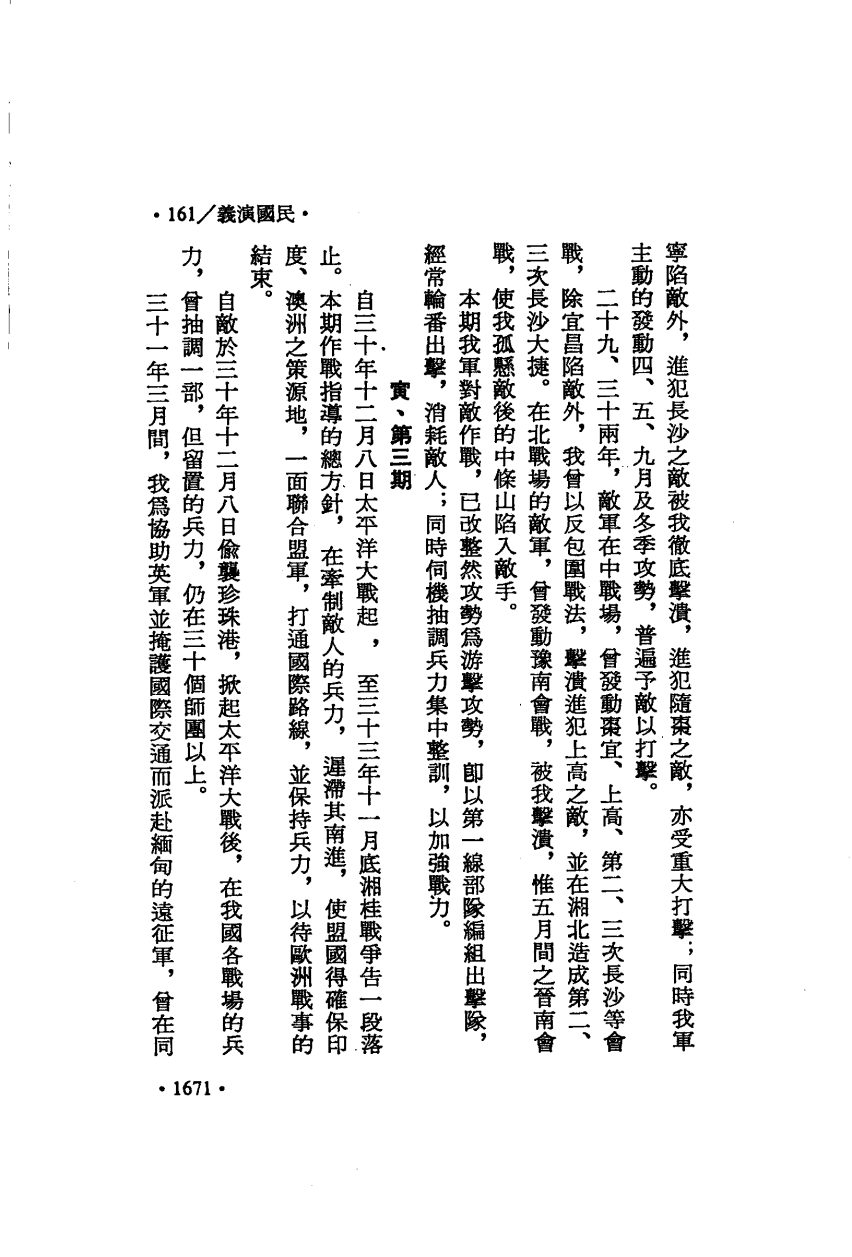 •161／義演國民•
寧陷敵外，進犯長沙之敵被我徹底擊潰，進犯隨棗之敵，亦受重大打擊；同時我軍
主動的發動四、五、九月及冬季攻勢，普遍予敵以打擊。
二十九、三十兩年，敵軍在中戰場，曾發動棗宜、上高、第二、三次長沙等會
戰，除宜昌陷敵外，我曾以反包圍戰法，擊潰進犯上高之敵，並在湘北造成第二、
三次長沙大捷。在北戰場的敵軍，曾發動豫南會戰，被我擊潰，惟五月間之晉南會
戰，使我孤懸敵後的中條山陷入敵手。
本期我軍對敵作戰，已改整然攻勢爲游擊攻勢，卽以第一線部隊編組出擊隊，
經常輪番出擊，消耗敵人；同時伺機抽調兵力集中整訓，以加強戰力。
寅、第三期
自三十年十二月八日太平洋大戰起，至三十三年十一月底湘桂戰爭告一段落
止。本期作戰指導的總方針，在牽制敵人的兵力，遲滯其南進，使盟國得確保印
度、澳洲之策源地，一面聯合盟軍，打通國際路線，並保持兵力，以待歐洲戰事的
結束。
自敵於三十年十二月八日偷襲珍珠港，掀起太平洋大戰後，在我國各戰場的兵
力，曾抽調一部，但留置的兵力，仍在三十個師團以上。
三十一年三月間，我爲協助英軍並掩護國際交通而派赴緬甸的遠征軍，曾在同
•1671•